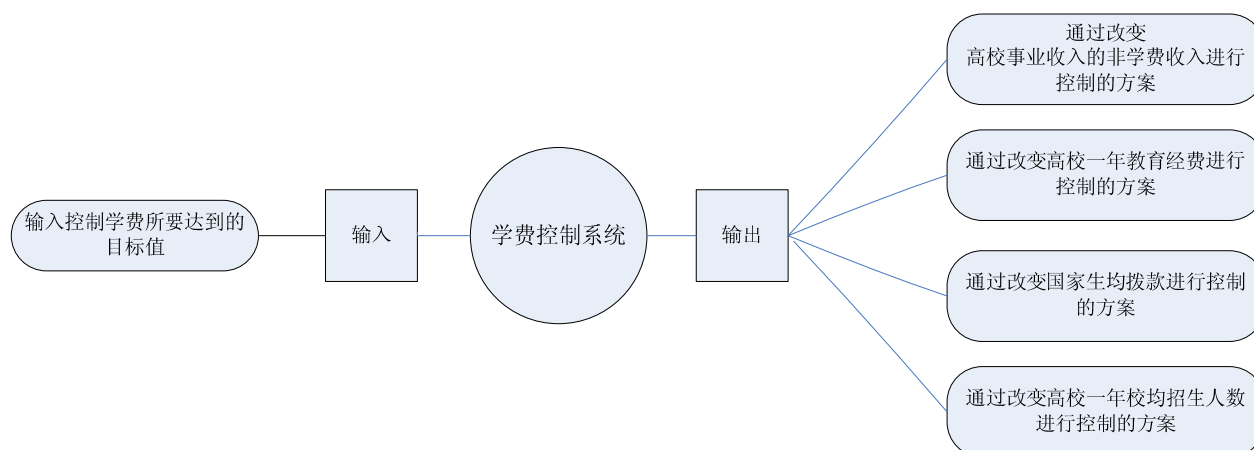 输入控制学费所要达到的
目标值
输入
学费控制系统
输出
通过改变
高校事业收入的非学费收入进行
控制的方案
通过改变高校一年教育经费进行
控制的方案
通过改变国家生均拨款进行控制
的方案
通过改变高校一年校均招生人数
进行控制的方案